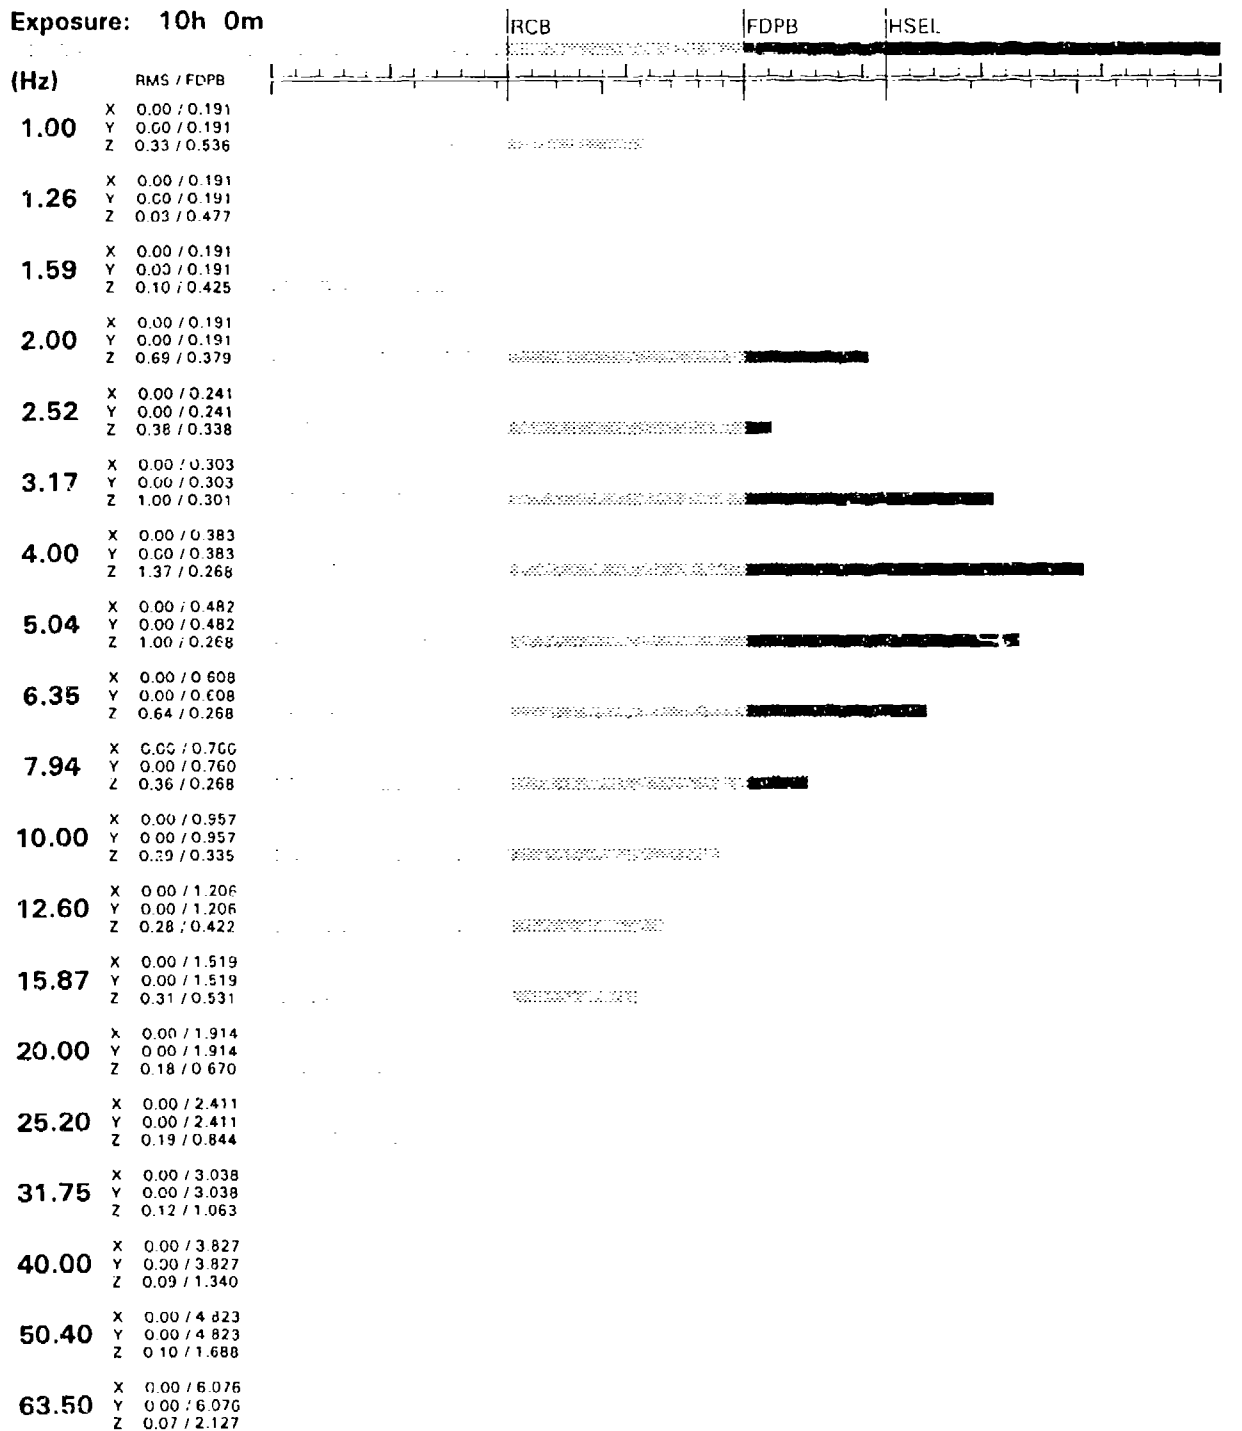 Exposure: 10h 0m
RCB FDPB HSEL
(Hz) RMS / FDPB
X 0.00 / 0.191
1.00 Y 0.00 / 0.191
Z 0.33 / 0.536
X 0.00 / 0.191
1.26 Y 0.00 / 0.191
Z 0.03 / 0.477
X 0.00 / 0.191
1.59 Y 0.00 / 0.191
Z 0.10 / 0.425
X 0.00 / 0.191
2.00 Y 0.00 / 0.191
Z 0.69 / 0.379
X 0.00 / 0.241
2.52 Y 0.00 / 0.241
Z 0.38 / 0.338
X 0.00 / 0.303
3.17 Y 0.00 / 0.303
Z 1.00 / 0.301
X 0.00 / 0.383
4.00 Y 0.00 / 0.383
Z 1.37 / 0.268
X 0.00 / 0.482
5.04 Y 0.00 / 0.482
Z 1.00 / 0.268
X 0.00 / 0.608
6.35 Y 0.00 / 0.608
Z 0.64 / 0.268
X 0.00 / 0.760
7.94 Y 0.00 / 0.760
Z 0.36 / 0.268
X 0.00 / 0.957
10.00 Y 0.00 / 0.957
Z 0.29 / 0.335
X 0.00 / 1.206
12.60 Y 0.00 / 1.206
Z 0.28 / 0.422
X 0.00 / 1.519
15.87 Y 0.00 / 1.519
Z 0.31 / 0.531
X 0.00 / 1.914
20.00 Y 0.00 / 1.914
Z 0.18 / 0.670
X 0.00 / 2.411
25.20 Y 0.00 / 2.411
Z 0.19 / 0.844
X 0.00 / 3.038
31.75 Y 0.00 / 3.038
Z 0.12 / 1.063
X 0.00 / 3.827
40.00 Y 0.00 / 3.827
Z 0.09 / 1.340
X 0.00 / 4.823
50.40 Y 0.00 / 4.823
Z 0.10 / 1.688
X 0.00 / 6.076
63.50 Y 0.00 / 6.076
Z 0.07 / 2.127